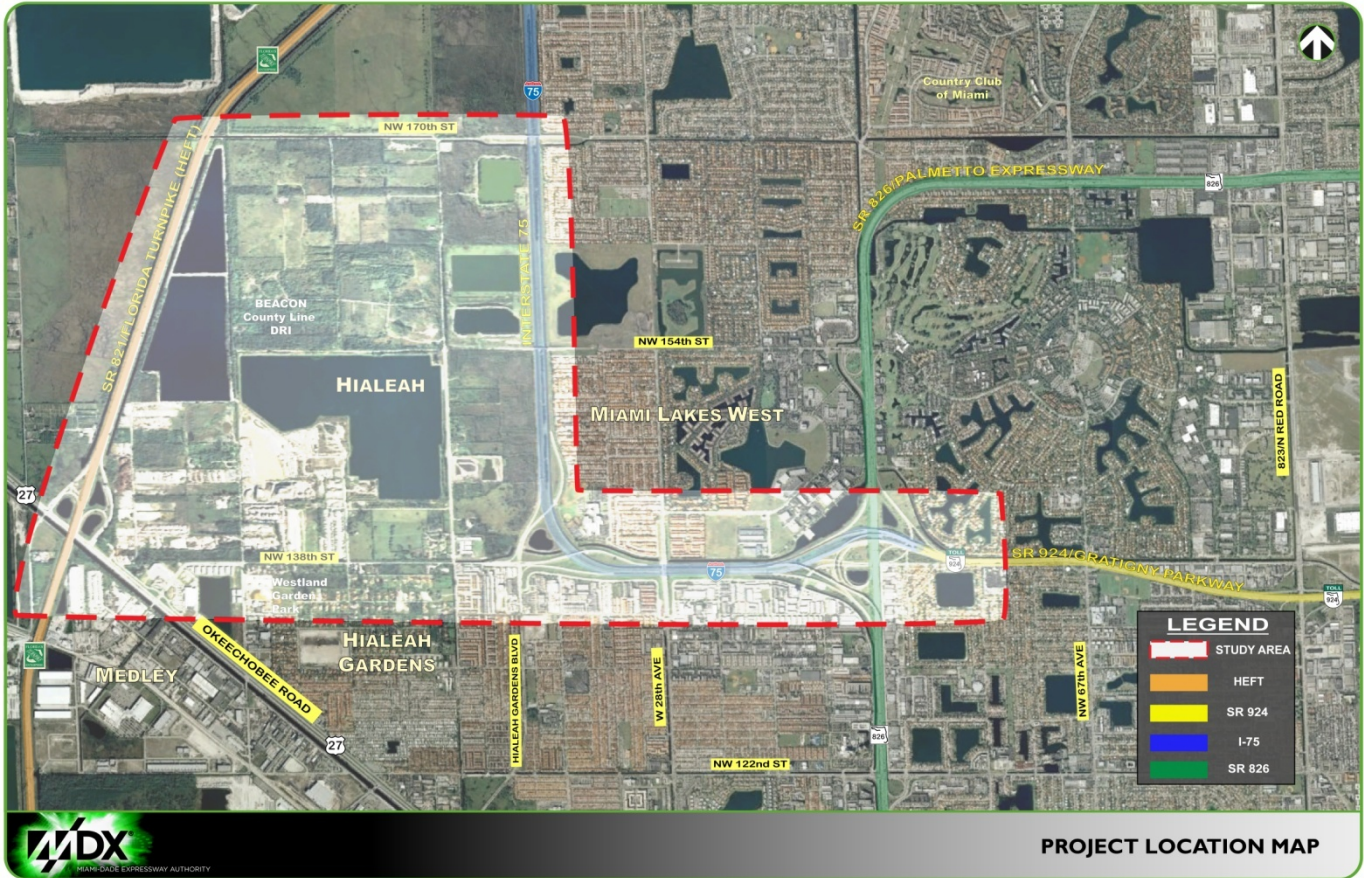 Country Club
of Miami
75
NW 170th ST
SR 826/PALMETTO EXPRESSWAY
826
SR 821/FLORIDA TURNPIKE (HEFT)
INTERSTATE 75
BEACON
County Line
DRI
NW 154th ST
HIALEAH
MIAMI LAKES WEST
823/N RED ROAD
27
NW 138th ST
75
TOLL
924
SR 924/GRATIGNY PARKWAY
TOLL
924
Westland
Garden
Park
OKEECHOBEE ROAD
HIALEAH
GARDENS
MEDLEY
HIALEAH GARDENS BLVD
W 28th AVE
NW 67th AVE
27
826
NW 122nd ST
LEGEND
STUDY AREA
HEFT
SR 924
I-75
SR 826
MDX
MIAMI-DADE EXPRESSWAY AUTHORITY
PROJECT LOCATION MAP